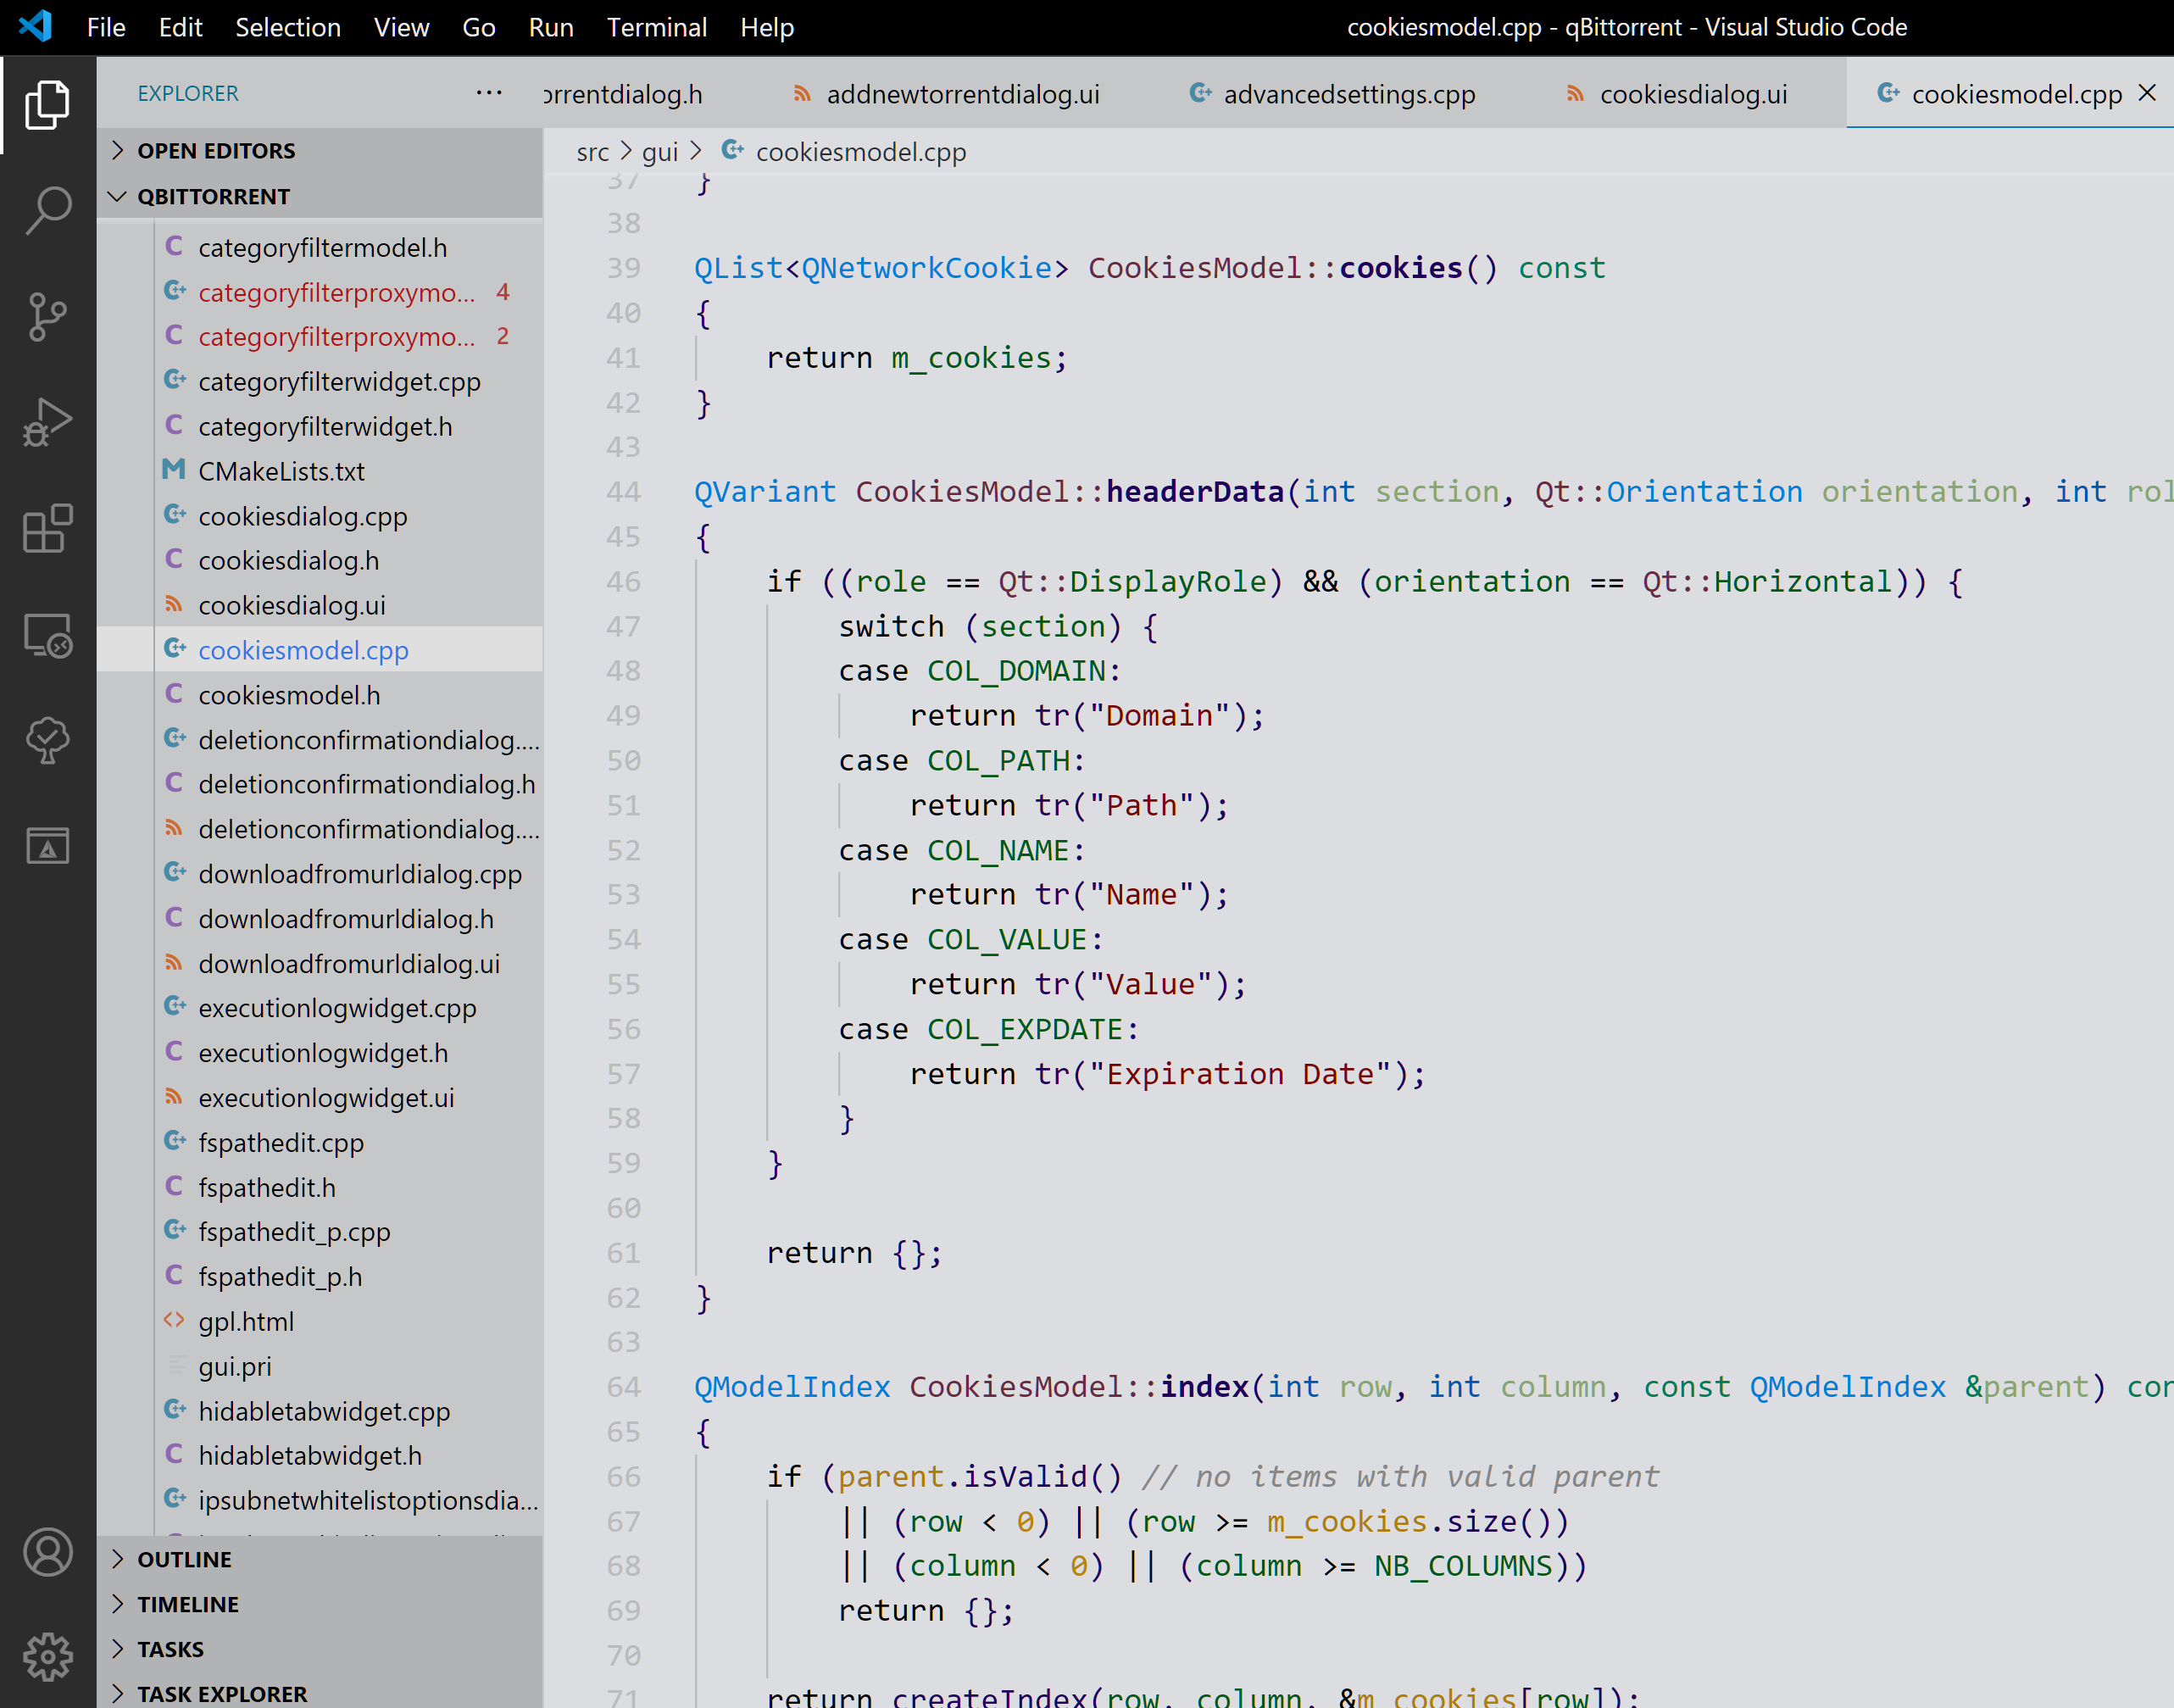 File Edit Selection View Go Run Terminal Help cookiesmodel.cpp - qBittorrent - Visual Studio Code
EXPLORER ···
OPEN EDITORS
QBITTORRENT
categoryfiltermodel.h
categoryfilterproxymo... 4
categoryfilterproxymo... 2
categoryfilterwidget.cpp
categoryfilterwidget.h
CMakeLists.txt
cookiesdialog.cpp
cookiesdialog.h
cookiesdialog.ui
cookiesmodel.cpp
cookiesmodel.h
deletionconfirmationdialog....
deletionconfirmationdialog.h
deletionconfirmationdialog....
downloadfromurldialog.cpp
downloadfromurldialog.h
downloadfromurldialog.ui
executionlogwidget.cpp
executionlogwidget.h
executionlogwidget.ui
fspathedit.cpp
fspathedit.h
fspathedit_p.cpp
fspathedit_p.h
gpl.html
gui.pri
hidabletabwidget.cpp
hidabletabwidget.h
ipsubnetwhitelistoptionsdia...
OUTLINE
TIMELINE
TASKS
TASK EXPLORER
orrentdialog.h addnewtorrentdialog.ui advancedsettings.cpp cookiesdialog.ui cookiesmodel.cpp
src > gui > cookiesmodel.cpp
37 }
38
39 QList<QNetworkCookie> CookiesModel::cookies() const
40 {
41     return m_cookies;
42 }
43
44 QVariant CookiesModel::headerData(int section, Qt::Orientation orientation, int rol
45 {
46     if ((role == Qt::DisplayRole) && (orientation == Qt::Horizontal)) {
47         switch (section) {
48         case COL_DOMAIN:
49             return tr("Domain");
50         case COL_PATH:
51             return tr("Path");
52         case COL_NAME:
53             return tr("Name");
54         case COL_VALUE:
55             return tr("Value");
56         case COL_EXPDATE:
57             return tr("Expiration Date");
58         }
59     }
60
61     return {};
62 }
63
64 QModelIndex CookiesModel::index(int row, int column, const QModelIndex &parent) con
65 {
66     if (parent.isValid() // no items with valid parent
67         || (row < 0) || (row >= m_cookies.size())
68         || (column < 0) || (column >= NB_COLUMNS))
69         return {};
70
71     return createIndex(row, column, &m_cookies[row]);